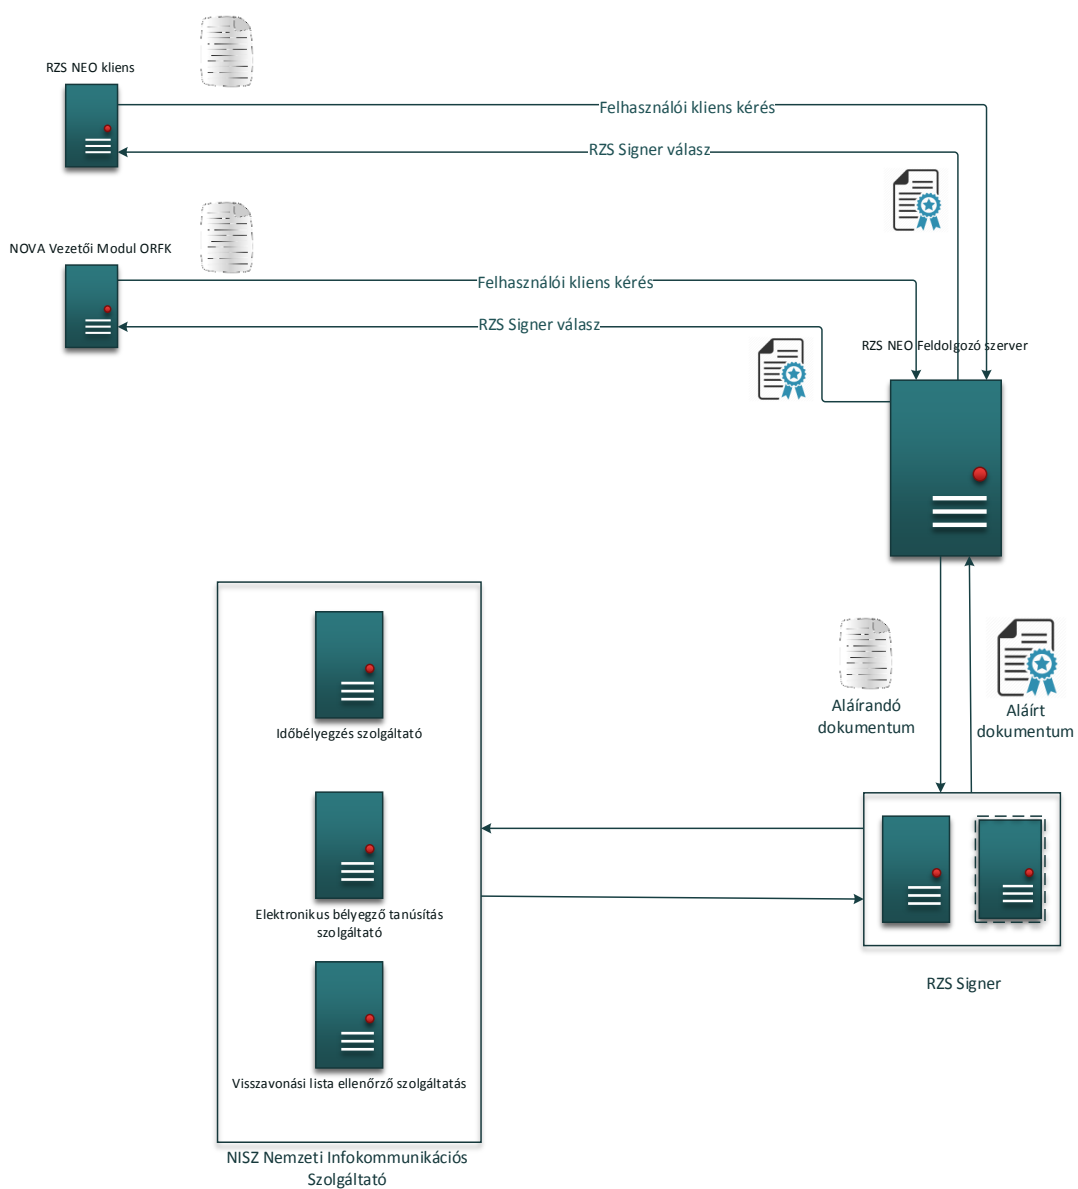 RZS NEO kliens
Felhasználói kliens kérés
RZS Signer válasz
NOVA Vezetői Modul ORFK
Felhasználói kliens kérés
RZS Signer válasz
RZS NEO Feldolgozó szerver
Aláírandó
dokumentum
Aláírt
dokumentum
Időbélyegzés szolgáltató
Elektronikus bélyegző tanúsítás
szolgáltató
Visszavonási lista ellenőrző szolgáltatás
RZS Signer
NISZ Nemzeti Infokommunikációs
Szolgáltató